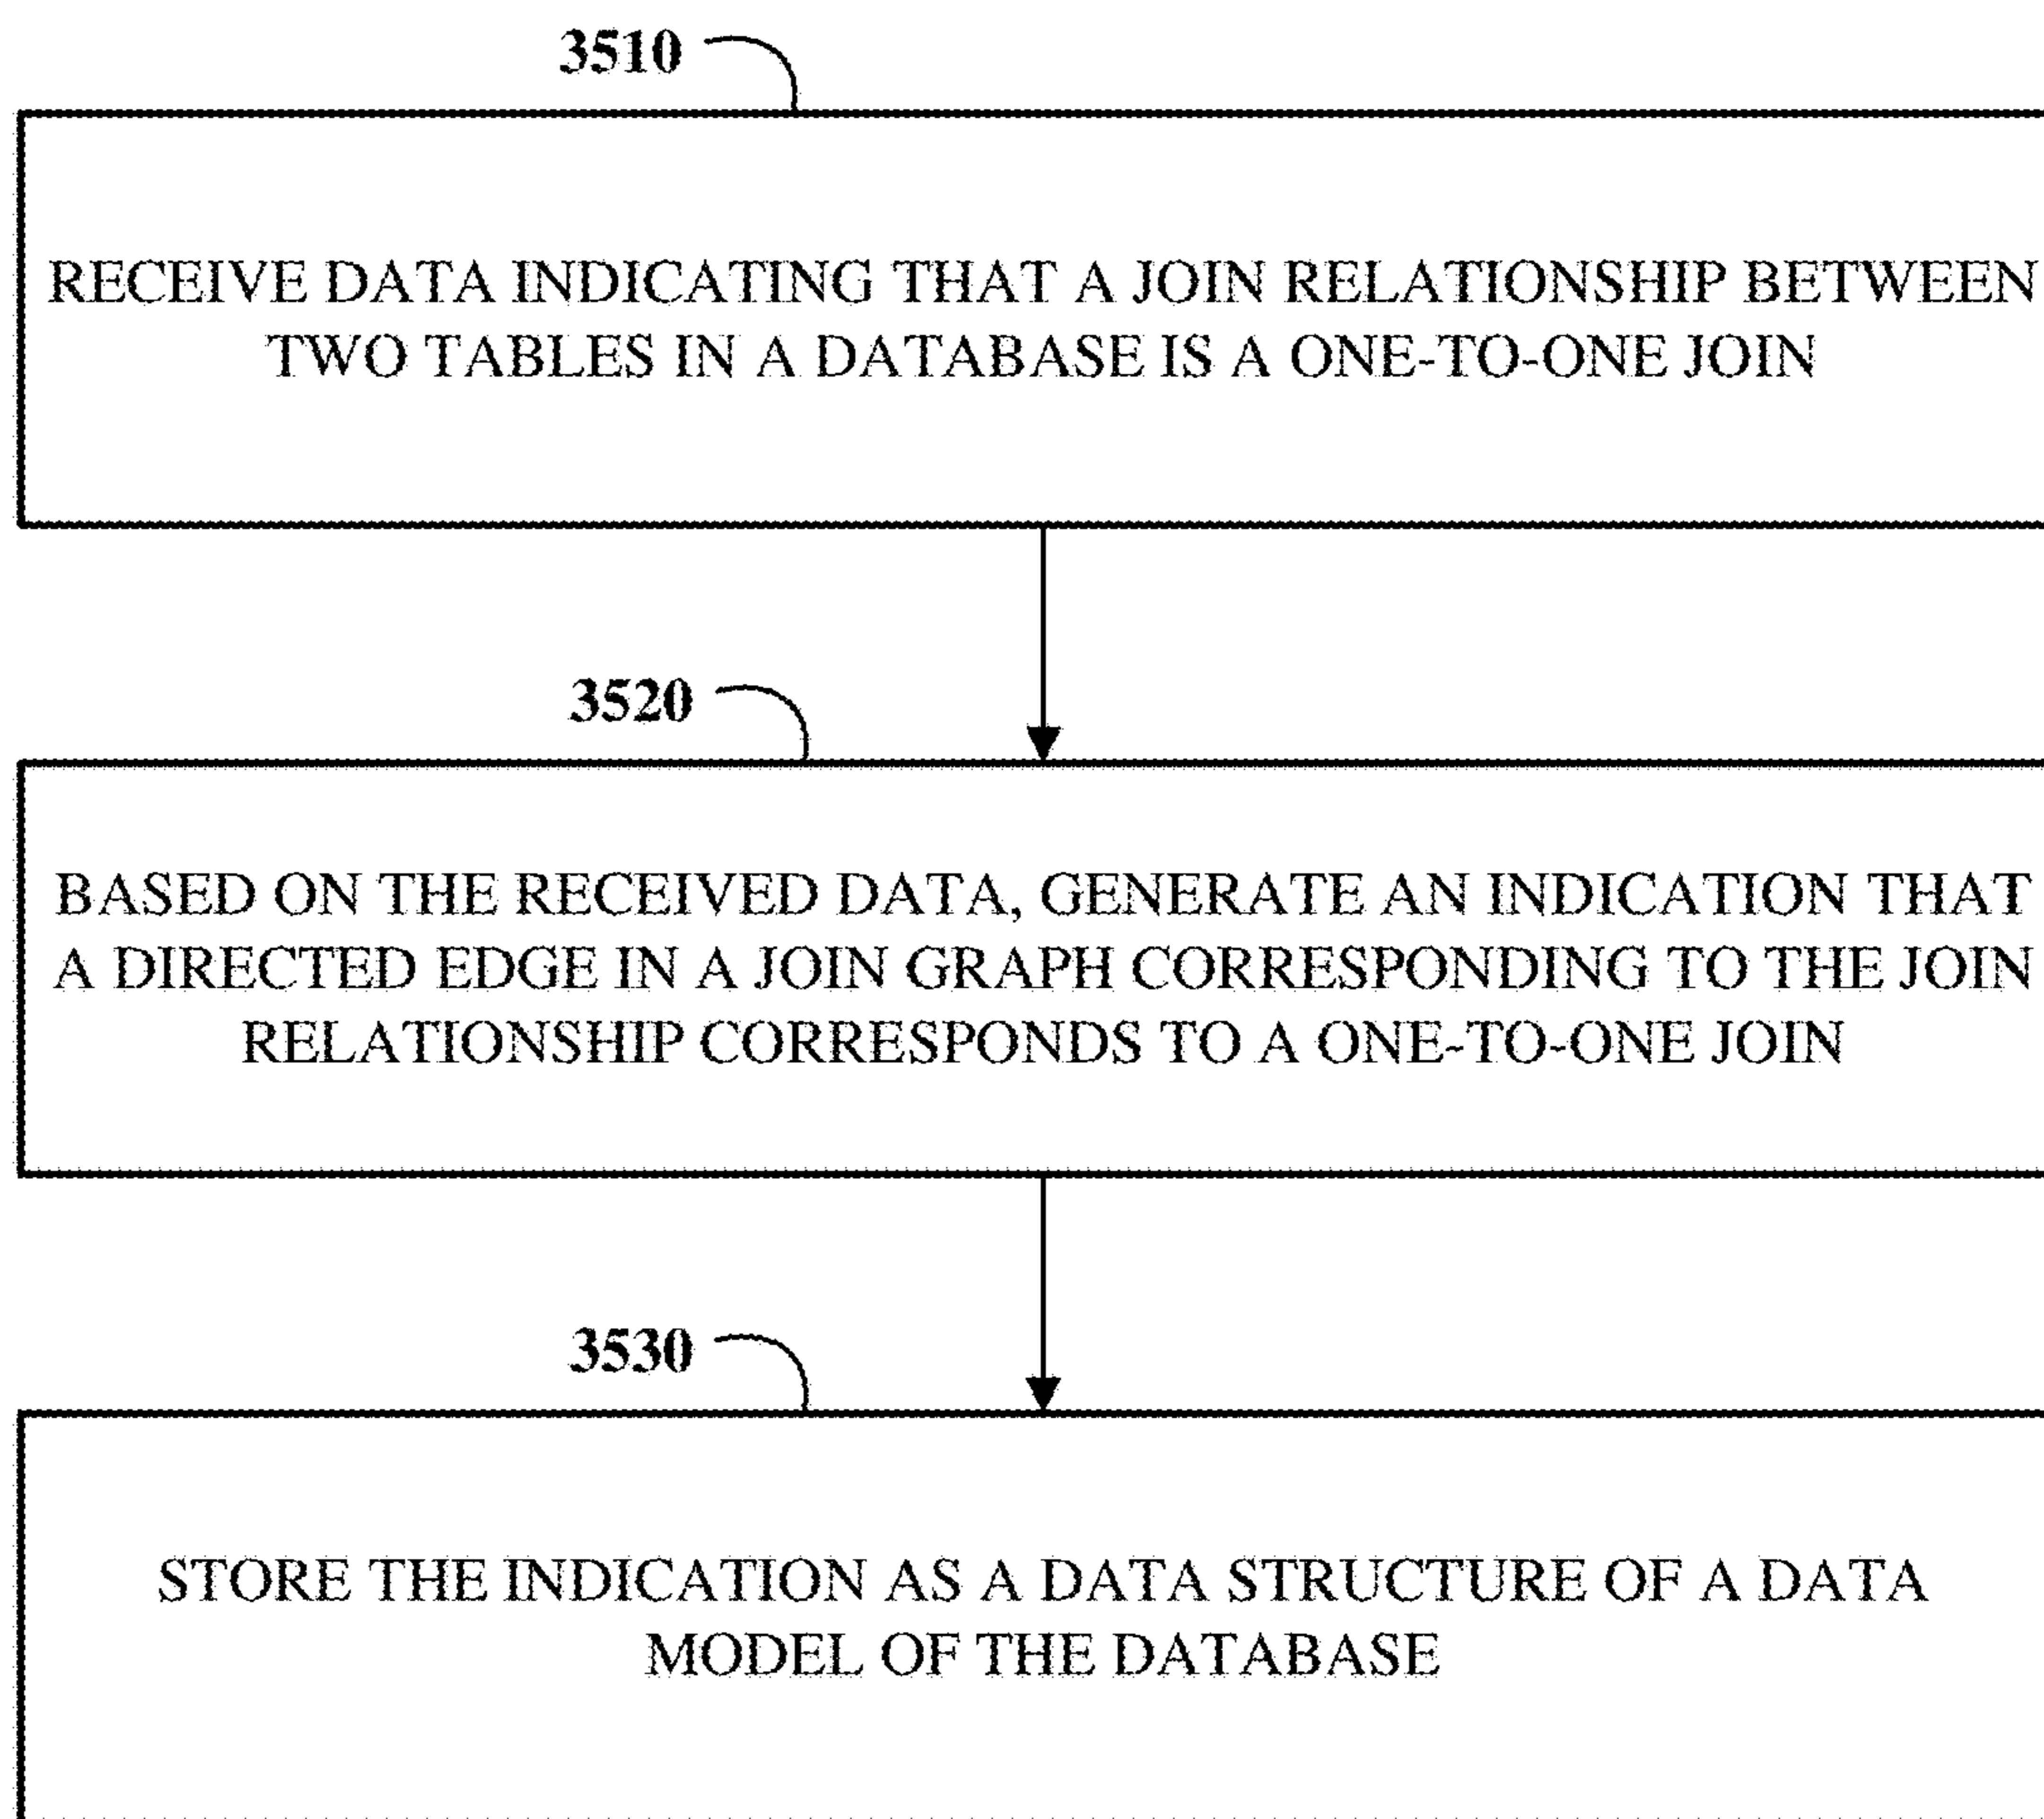 3510
RECEIVE DATA INDICATING THAT A JOIN RELATIONSHIP BETWEEN
TWO TABLES IN A DATABASE IS A ONE-TO-ONE JOIN
3520
BASED ON THE RECEIVED DATA, GENERATE AN INDICATION THAT
A DIRECTED EDGE IN A JOIN GRAPH CORRESPONDING TO THE JOIN
RELATIONSHIP CORRESPONDS TO A ONE-TO-ONE JOIN
3530
STORE THE INDICATION AS A DATA STRUCTURE OF A DATA
MODEL OF THE DATABASE